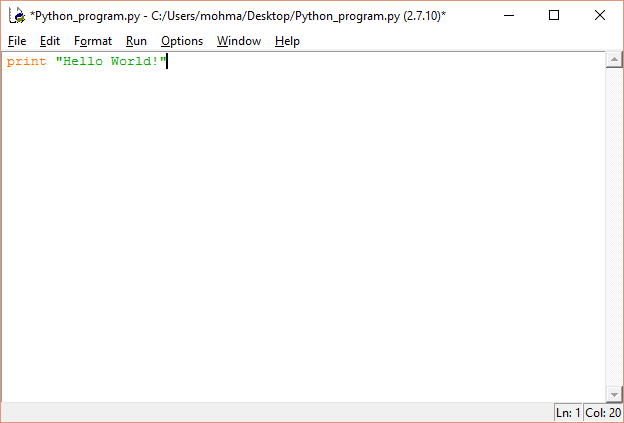 *Python_program.py - C:/Users/mohma/Desktop/Python_program.py (2.7.10)*
File Edit Format Run Options Window Help
print "Hello World!"
Ln: 1 Col: 20